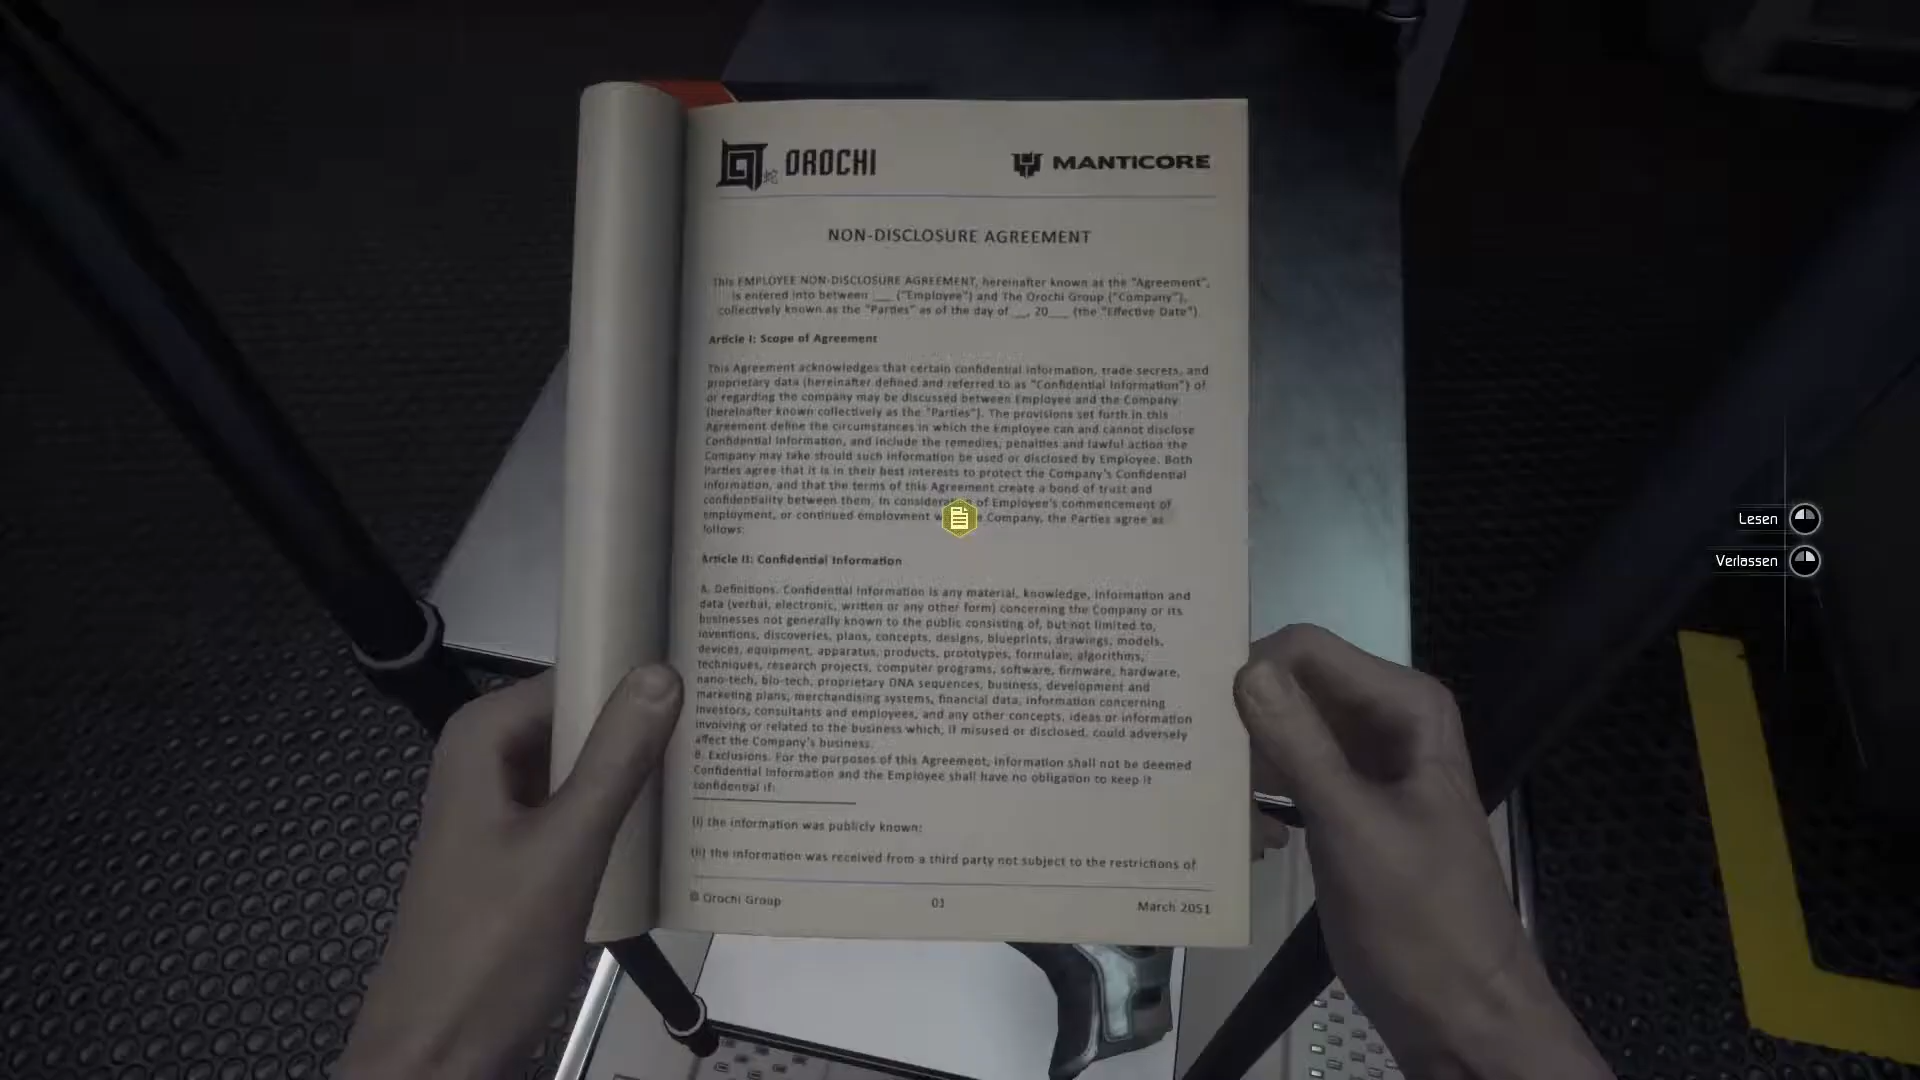 蛇 OROCHI
MANTICORE
NON-DISCLOSURE AGREEMENT
This EMPLOYEE NON-DISCLOSURE AGREEMENT, hereinafter known as the "Agreement",
is entered into between ___ ("Employee") and The Orochi Group ("Company"),
collectively known as the "Parties" as of the day of __, 20___ (the "Effective Date").
Article I: Scope of Agreement
This Agreement acknowledges that certain confidential information, trade secrets, and
proprietary data (hereinafter defined and referred to as "Confidential Information") of
or regarding the company may be discussed between Employee and the Company
(hereinafter known collectively as the "Parties"). The provisions set forth in this
Agreement define the circumstances in which the Employee can and cannot disclose
Confidential Information, and include the remedies, penalties and lawful action the
Company may take should such information be used or disclosed by Employee. Both
Parties agree that it is in their best interests to protect the Company's Confidential
Information, and that the terms of this Agreement create a bond of trust and
confidentiality between them. In of Employee's commencement of
employment, or continued employment Company, the Parties agree as
follows:
Article II: Confidential Information
A. Definitions. Confidential Information is any material, knowledge, information and
data (verbal, electronic, written or any other form) concerning the Company or its
businesses not generally known to the public consisting of, but not limited to,
inventions, discoveries, plans, concepts, designs, blueprints, drawings, models,
devices, equipment, apparatus, products, prototypes, formulae, algorithms,
techniques, research projects, computer programs, software, firmware, hardware,
nano-tech, bio-tech, proprietary DNA sequences, business, development and
marketing plans, merchandising systems, financial data, information concerning
investors, consultants and employees, and any other concepts, ideas or information
involving or related to the business which, if misused or disclosed, could adversely
affect the Company's business.
B. Exclusions. For the purposes of this Agreement, information shall not be deemed
Confidential Information and the Employee shall have no obligation to keep it
confidential if:
(i) the information was publicly known;
(ii) the information was received from a third party not subject to the restrictions of
© Orochi Group
01
March 2051
Lesen
Verlassen